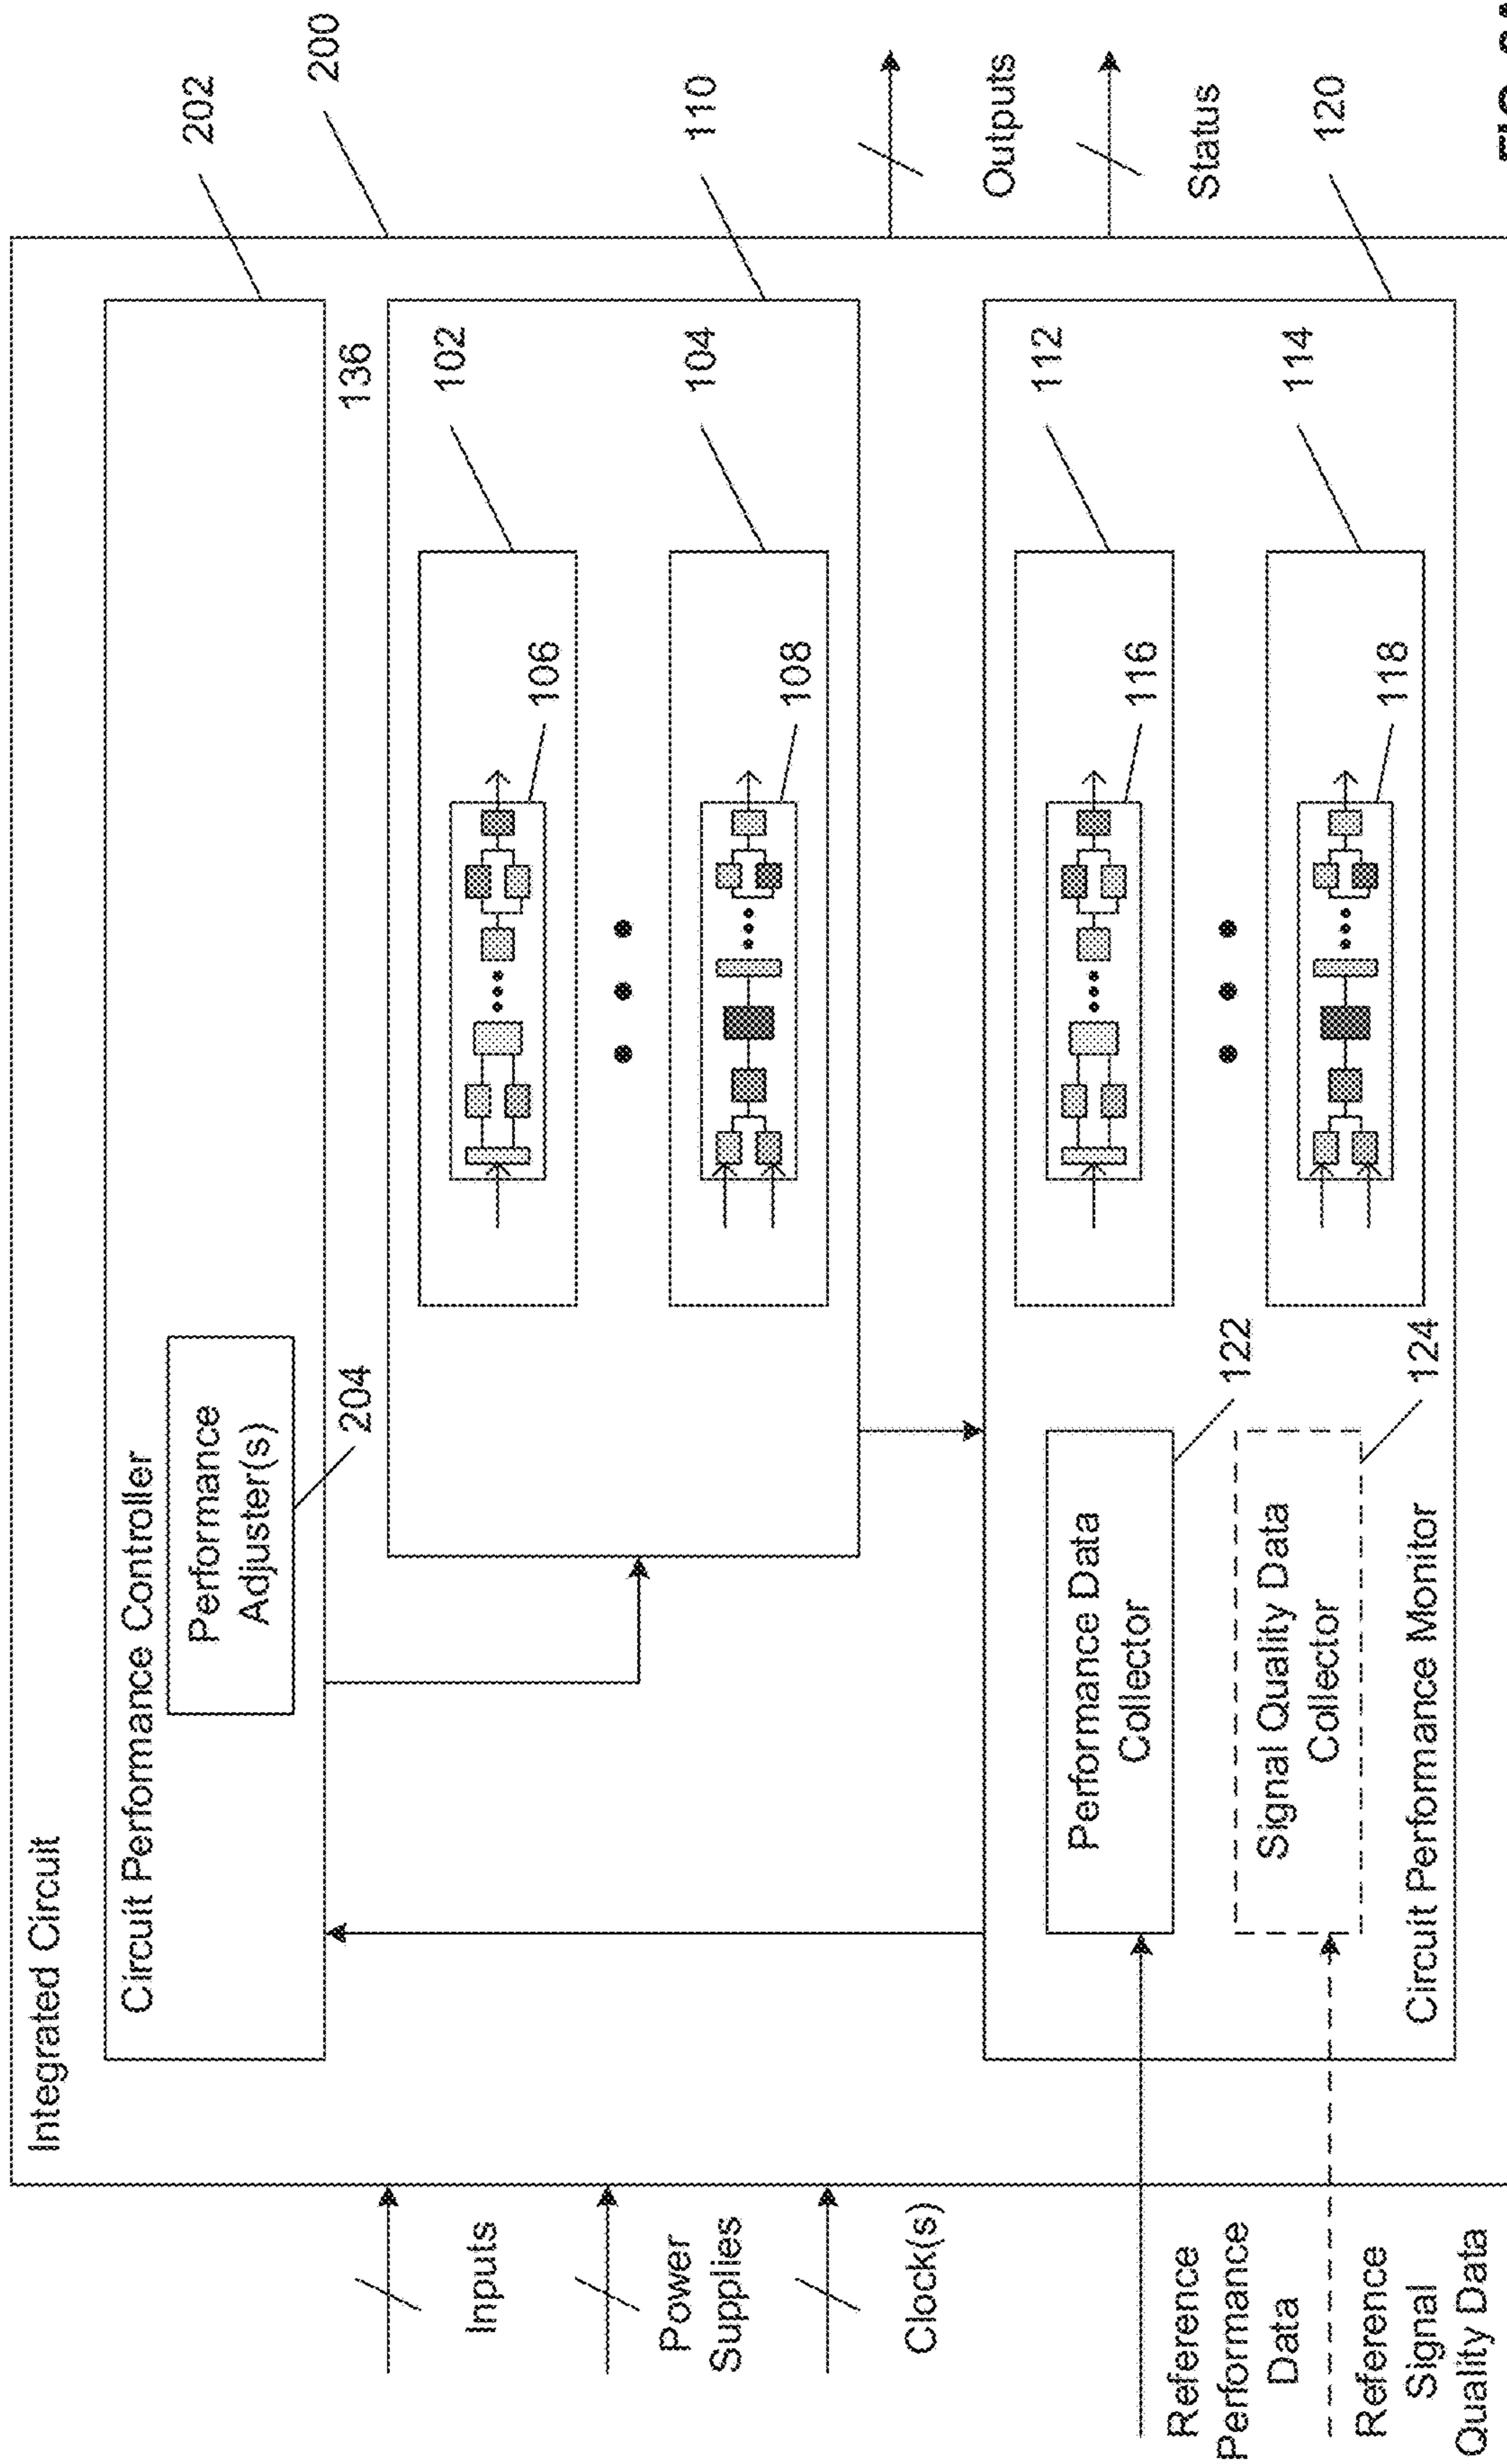 Integrated Circuit
Circuit Performance Controller
Performance
Adjuster(s)
204
202
200
136
110
102
106
104
108
Inputs
Power
Supplies
Clock(s)
Outputs
Status
120
112
116
114
118
Performance Data
Collector
122
Signal Quality Data
Collector
124
Circuit Performance Monitor
Reference
Performance
Data
Reference
Signal
Quality Data